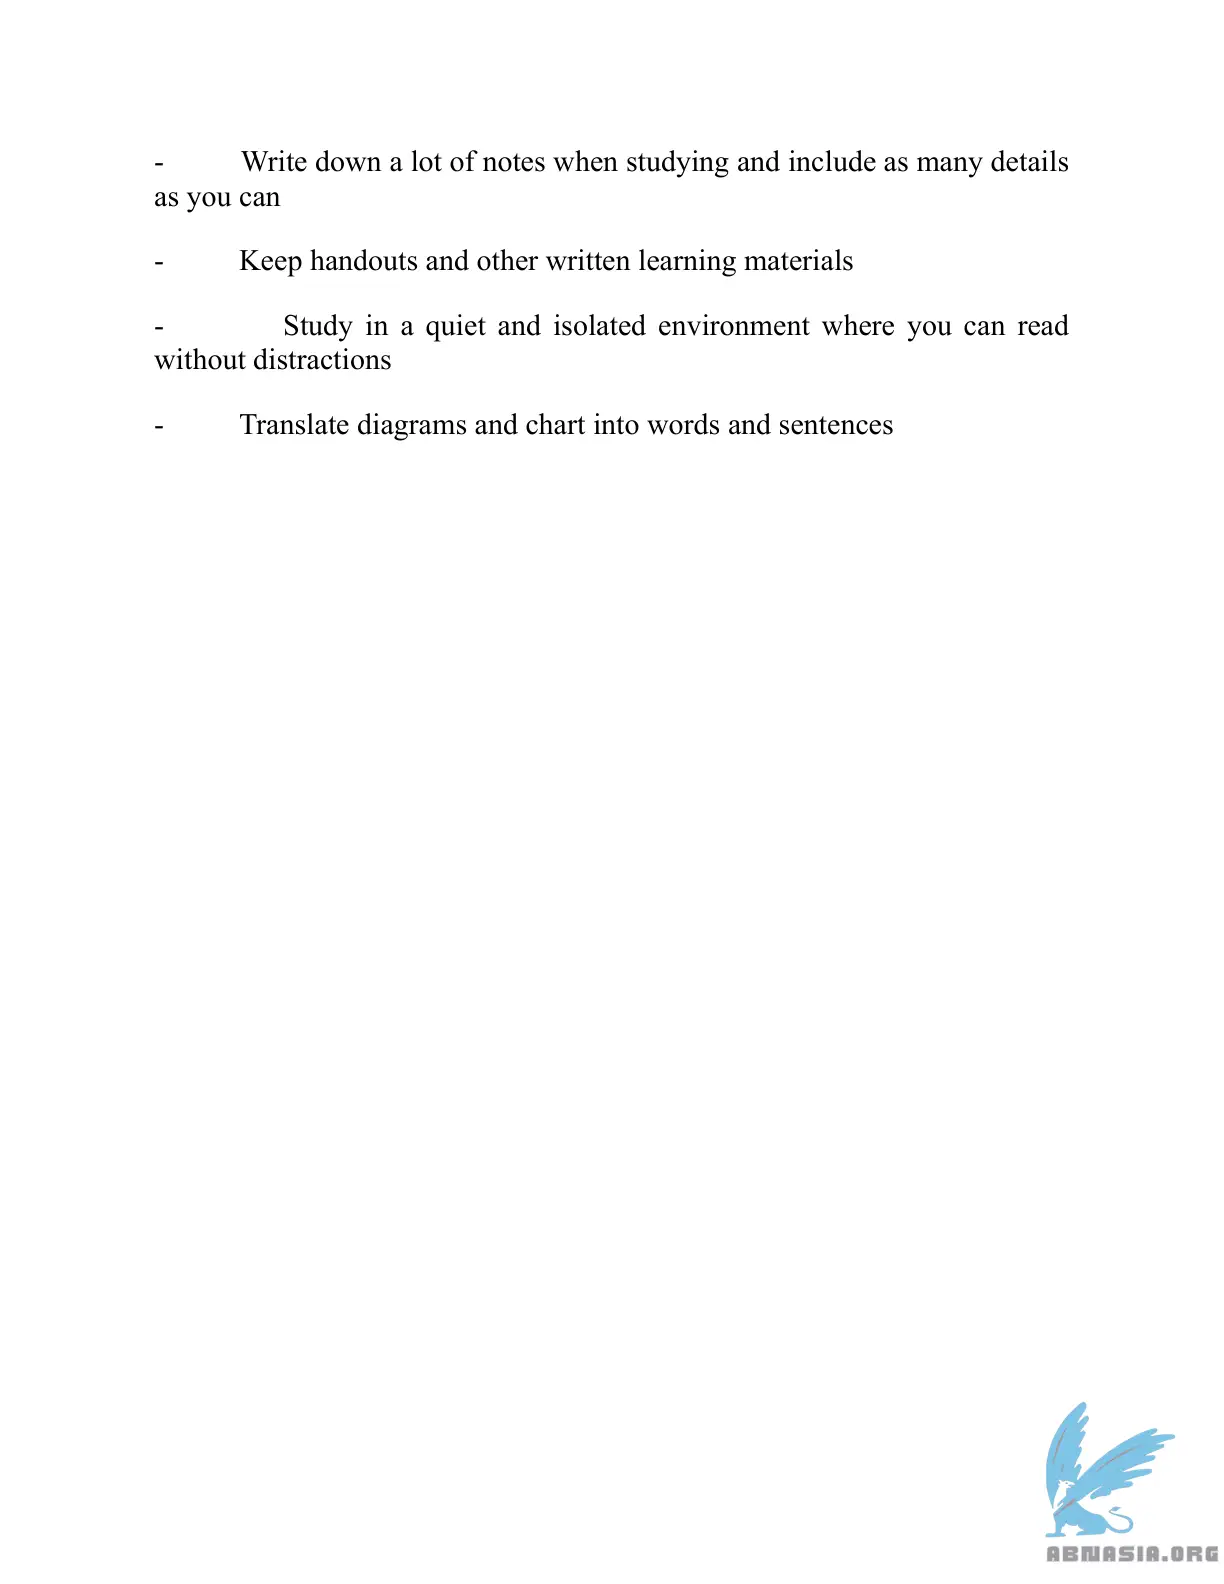 - Write down a lot of notes when studying and include as many details
as you can
- Keep handouts and other written learning materials
- Study in a quiet and isolated environment where you can read
without distractions
- Translate diagrams and chart into words and sentences
ABNASIA.ORG